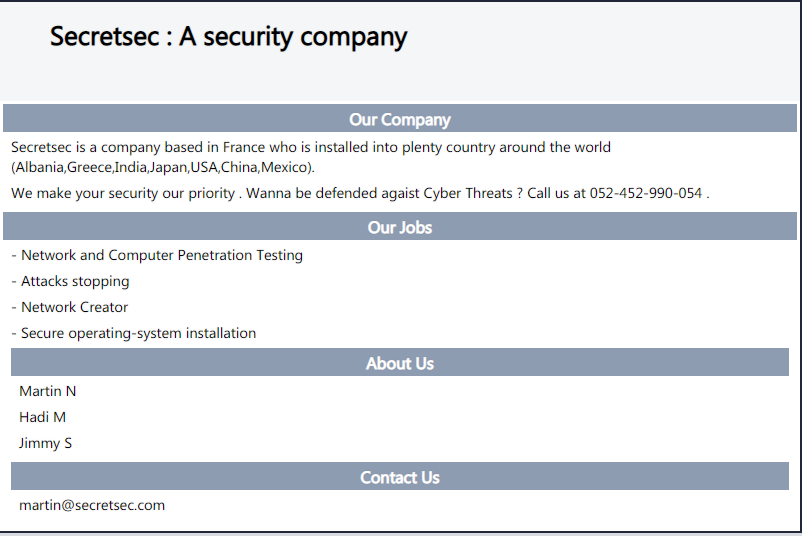 Secretsec : A security company
Our Company
Secretsec is a company based in France who is installed into plenty country around the world
(Albania,Greece,India,Japan,USA,China,Mexico).
We make your security our priority . Wanna be defended agaist Cyber Threats ? Call us at 052-452-990-054 .
Our Jobs
- Network and Computer Penetration Testing
- Attacks stopping
- Network Creator
- Secure operating-system installation
About Us
Martin N
Hadi M
Jimmy S
Contact Us
martin@secretsec.com